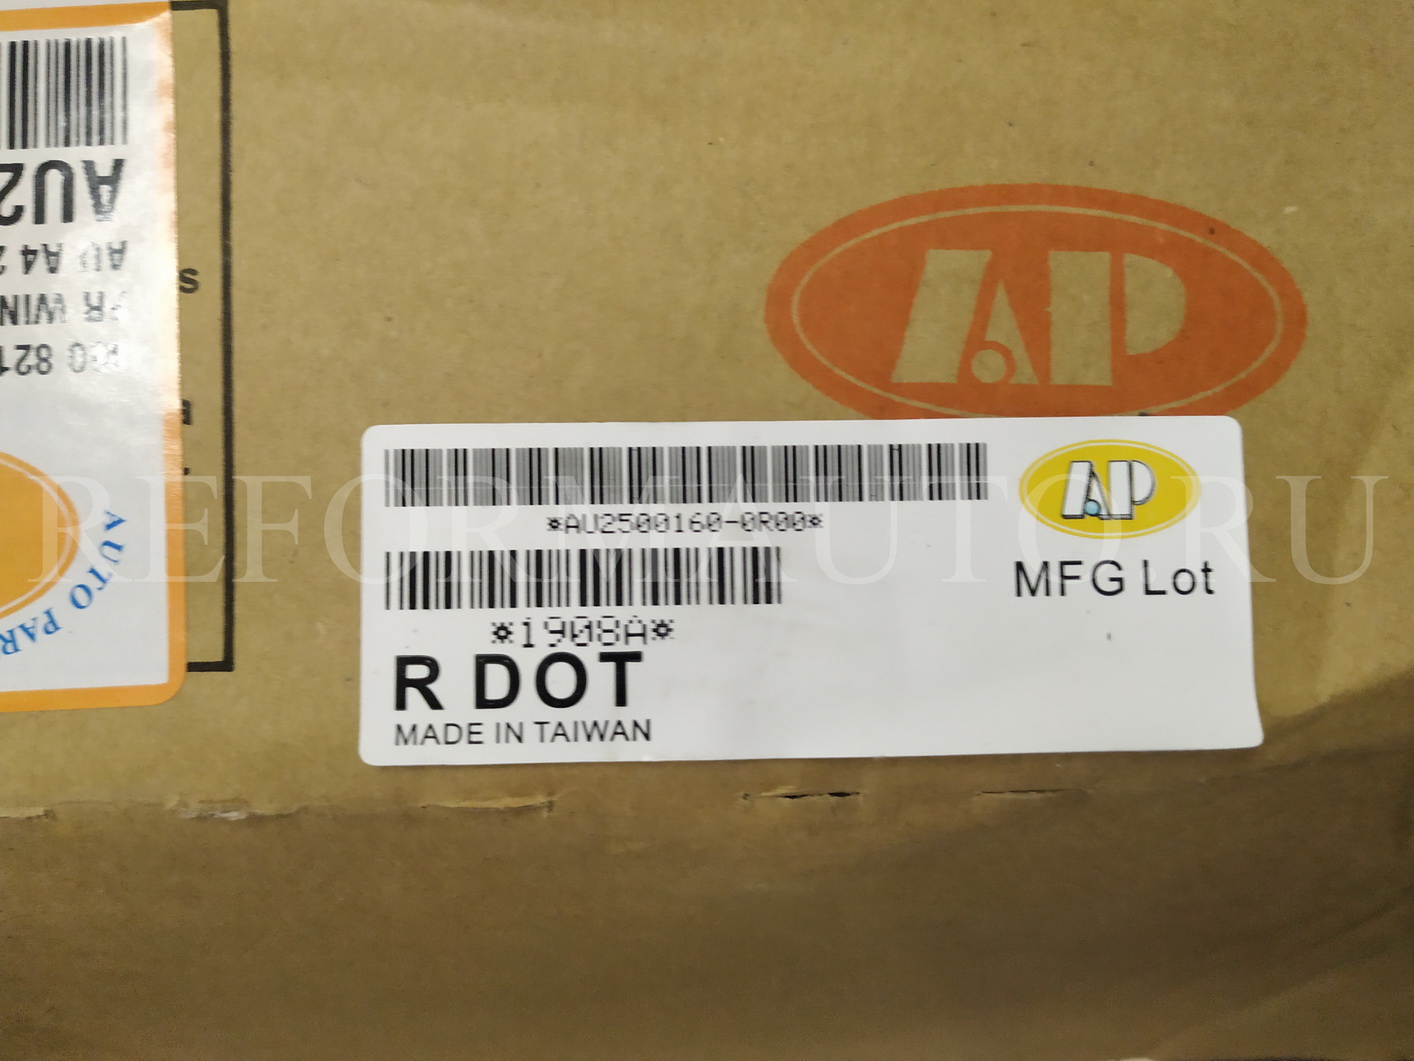 AP
*AU2500160-0R00*
AP
MFG Lot
*1908A*
R DOT
MADE IN TAIWAN
AU2
AU A4 2
FR WIN
821
AUTO PAR
S
REFORMAUTO.RU